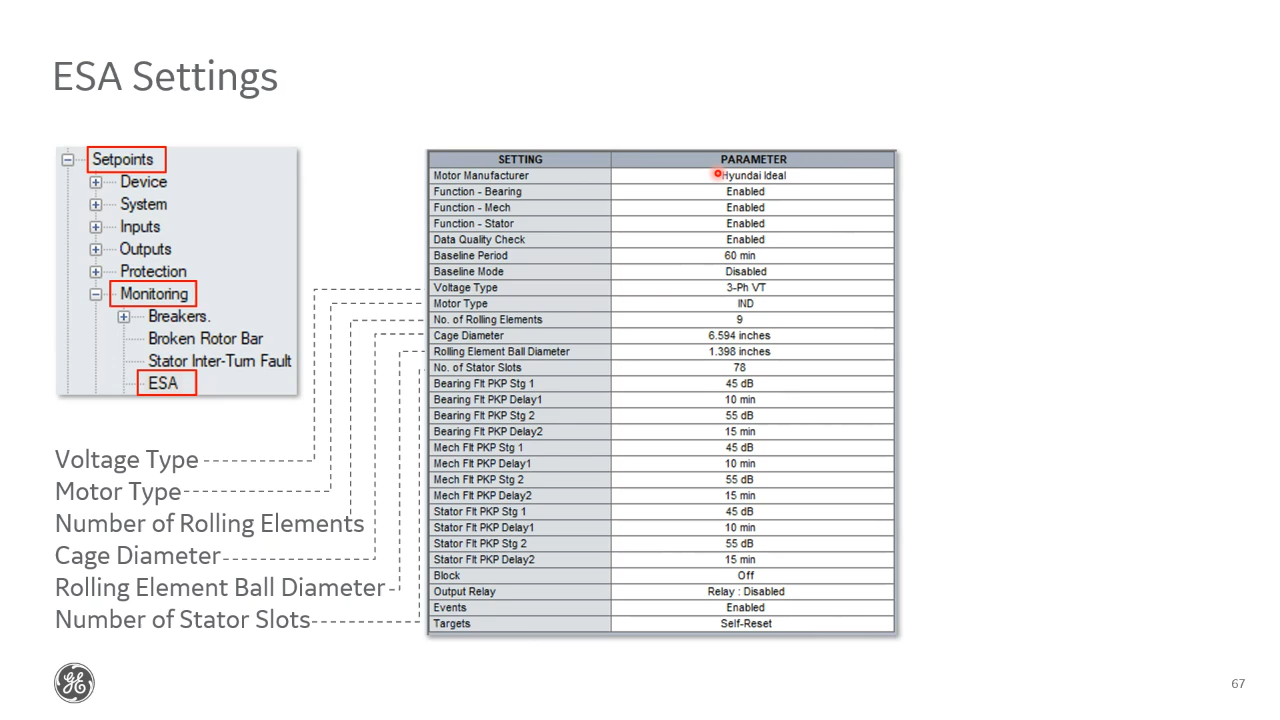 ESA Settings
Setpoints
Device
System
Inputs
Outputs
Protection
Monitoring
Breakers.
Broken Rotor Bar
Stator Inter-Turn Fault
ESA
Voltage Type
Motor Type
Number of Rolling Elements
Cage Diameter
Rolling Element Ball Diameter
Number of Stator Slots
SETTING PARAMETER
Motor Manufacturer Hyundai Ideal
Function - Bearing Enabled
Function - Mech Enabled
Function - Stator Enabled
Data Quality Check Enabled
Baseline Period 60 min
Baseline Mode Disabled
Voltage Type 3-Ph VT
Motor Type IND
No. of Rolling Elements 9
Cage Diameter 6.594 inches
Rolling Element Ball Diameter 1.398 inches
No. of Stator Slots 78
Bearing Flt PKP Stg 1 45 dB
Bearing Flt PKP Delay1 10 min
Bearing Flt PKP Stg 2 55 dB
Bearing Flt PKP Delay2 15 min
Mech Flt PKP Stg 1 45 dB
Mech Flt PKP Delay1 10 min
Mech Flt PKP Stg 2 55 dB
Mech Flt PKP Delay2 15 min
Stator Flt PKP Stg 1 45 dB
Stator Flt PKP Delay1 10 min
Stator Flt PKP Stg 2 55 dB
Stator Flt PKP Delay2 15 min
Block Off
Output Relay Relay : Disabled
Events Enabled
Targets Self-Reset
GE
67